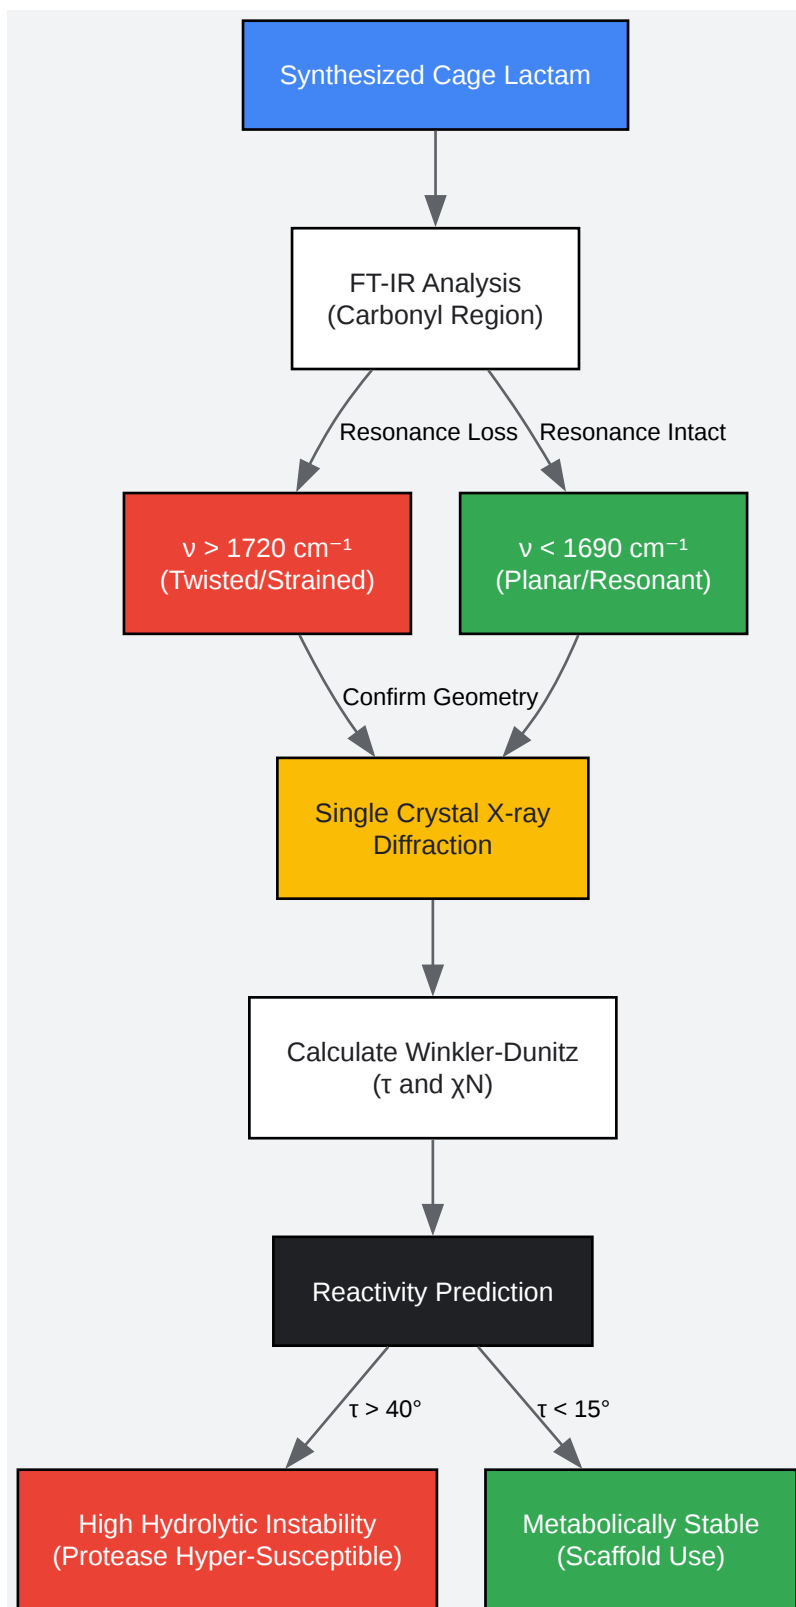 Synthesized Cage Lactam
FT-IR Analysis
(Carbonyl Region)
Resonance Loss
Resonance Intact
ν > 1720 cm⁻¹
(Twisted/Strained)
ν < 1690 cm⁻¹
(Planar/Resonant)
Confirm Geometry
Single Crystal X-ray
Diffraction
Calculate Winkler-Dunitz
(τ and χN)
Reactivity Prediction
τ > 40°
τ < 15°
High Hydrolytic Instability
(Protease Hyper-Susceptible)
Metabolically Stable
(Scaffold Use)